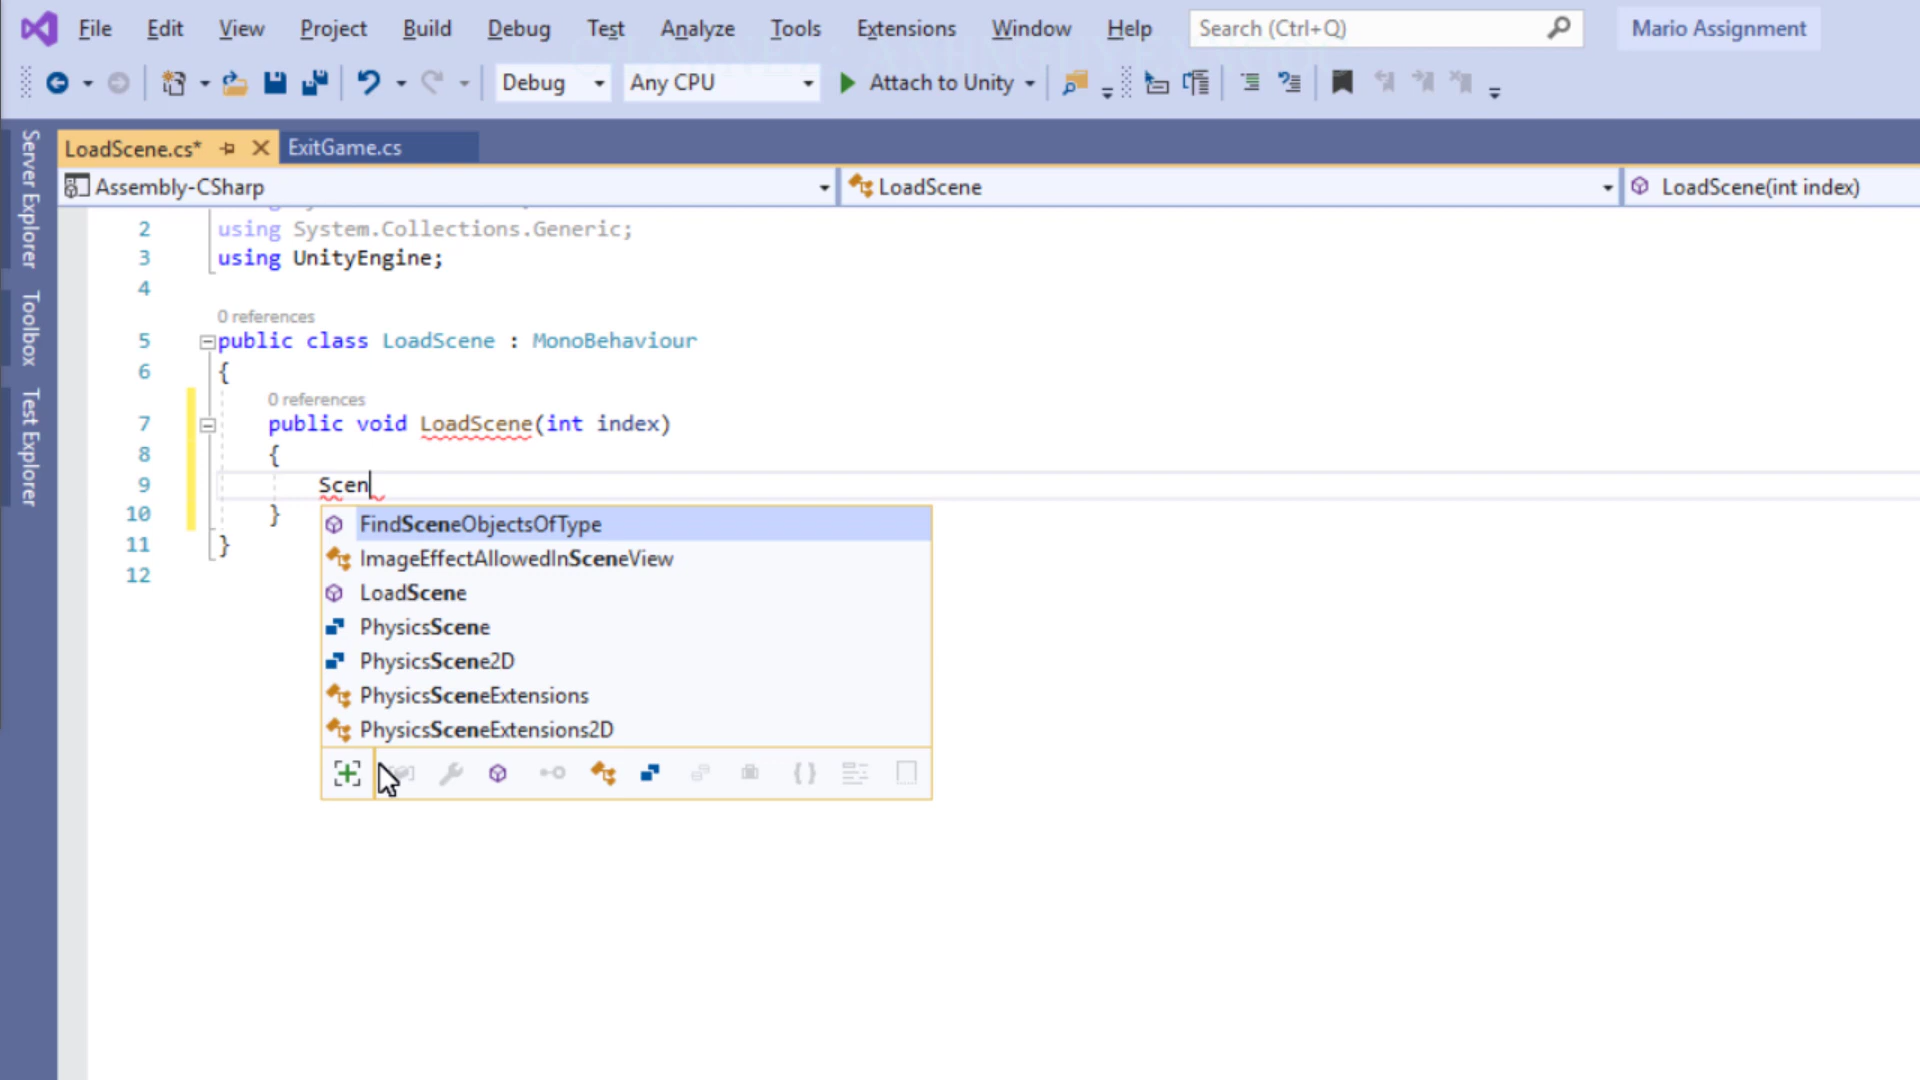 File Edit View Project Build Debug Test Analyze Tools Extensions Window Help Search (Ctrl+Q) Mario Assignment
Debug Any CPU Attach to Unity
LoadScene.cs* ExitGame.cs
Assembly-CSharp LoadScene LoadScene(int index)
Server Explorer
Toolbox
Test Explorer
2 using System.Collections.Generic;
3 using UnityEngine;
4
0 references
5 public class LoadScene : MonoBehaviour
6 {
0 references
7 public void LoadScene(int index)
8 {
9 Scen
10 }
11 }
12
FindSceneObjectsOfType
ImageEffectAllowedInSceneView
LoadScene
PhysicsScene
PhysicsScene2D
PhysicsSceneExtensions
PhysicsSceneExtensions2D